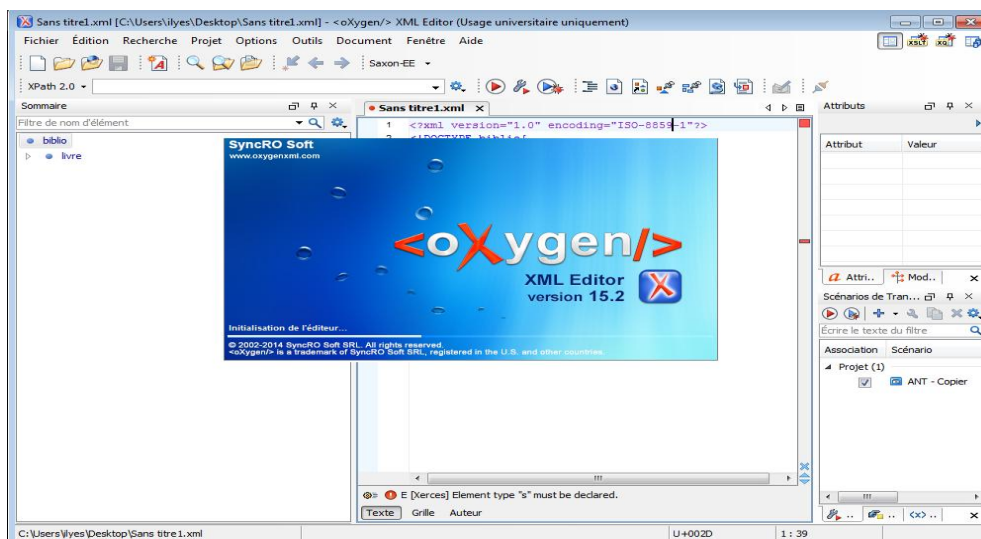 Sans titre1.xml [C:\Users\ilyes\Desktop\Sans titre1.xml] - <oXygen/> XML Editor (Usage universitaire uniquement)
Fichier Édition Recherche Projet Options Outils Document Fenêtre Aide
Saxon-EE
XPath 2.0
Sommaire
Filtre de nom d'élément
biblio
livre
Sans titre1.xml
1 <?xml version="1.0" encoding="ISO-8859-1"?>
2 <!DOCTYPE biblio[
SyncRO Soft
www.oxygenxml.com
<oXygen/>
XML Editor
version 15.2
Initialisation de l'éditeur...
© 2002-2014 SyncRO Soft SRL. All rights reserved.
<oXygen/> is a trademark of SyncRO Soft SRL, registered in the U.S. and other countries.
E [Xerces] Element type "s" must be declared.
Texte Grille Auteur
Attributs
Attribut Valeur
Attri.. Mod..
Scénarios de Tran...
Écrire le texte du filtre
Association Scénario
Projet (1)
ANT - Copier
<x> ..
C:\Users\ilyes\Desktop\Sans titre1.xml U+002D 1 : 39